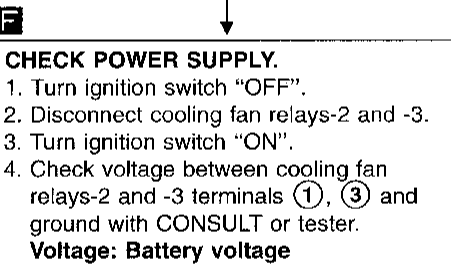 F
CHECK POWER SUPPLY.
1. Turn ignition switch “OFF”.
2. Disconnect cooling fan relays-2 and -3.
3. Turn ignition switch “ON”.
4. Check voltage between cooling fan
relays-2 and -3 terminals ①, ③ and
ground with CONSULT or tester.
Voltage: Battery voltage